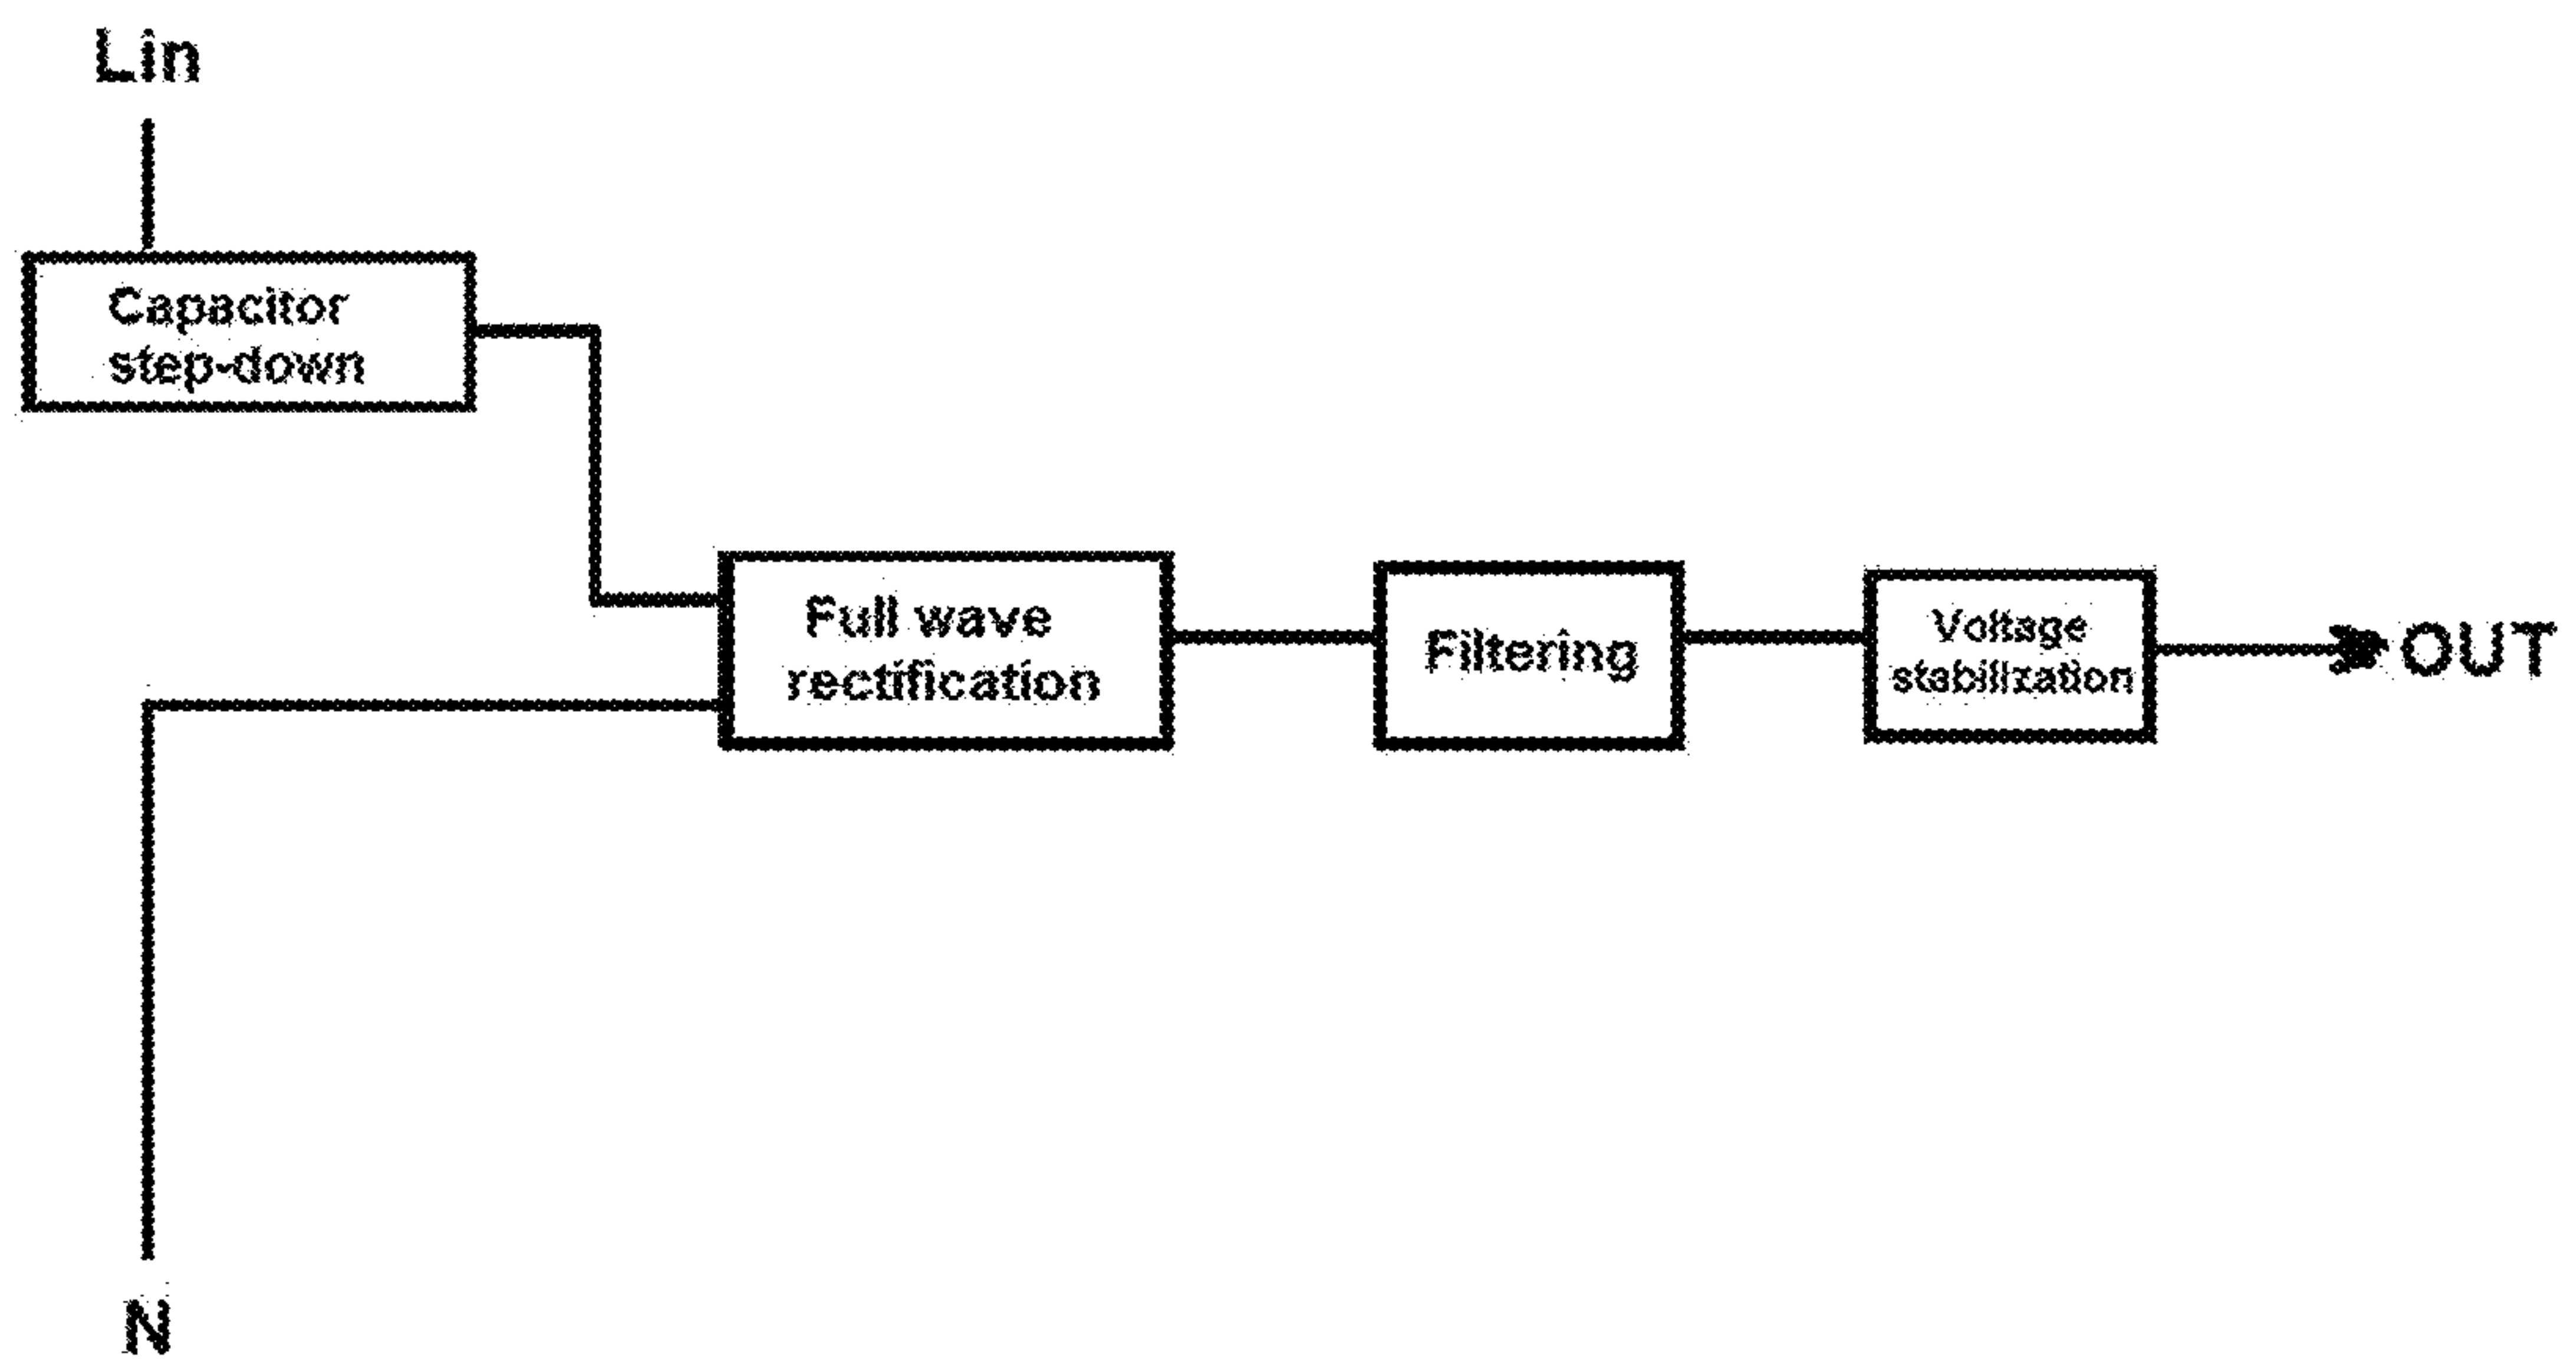 Lin
Capacitor
step-down
Full wave
rectification
Filtering
Voltage
stabilization
OUT
N